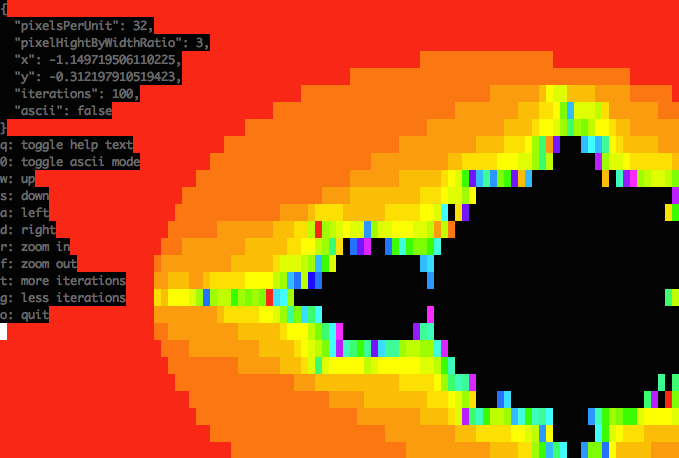 {
  "pixelsPerUnit": 32,
  "pixelHightByWidthRatio": 3,
  "x": -1.149719506110225,
  "y": -0.312197910519423,
  "iterations": 100,
  "ascii": false
}
q: toggle help text
0: toggle ascii mode
w: up
s: down
a: left
d: right
r: zoom in
f: zoom out
t: more iterations
g: less iterations
o: quit